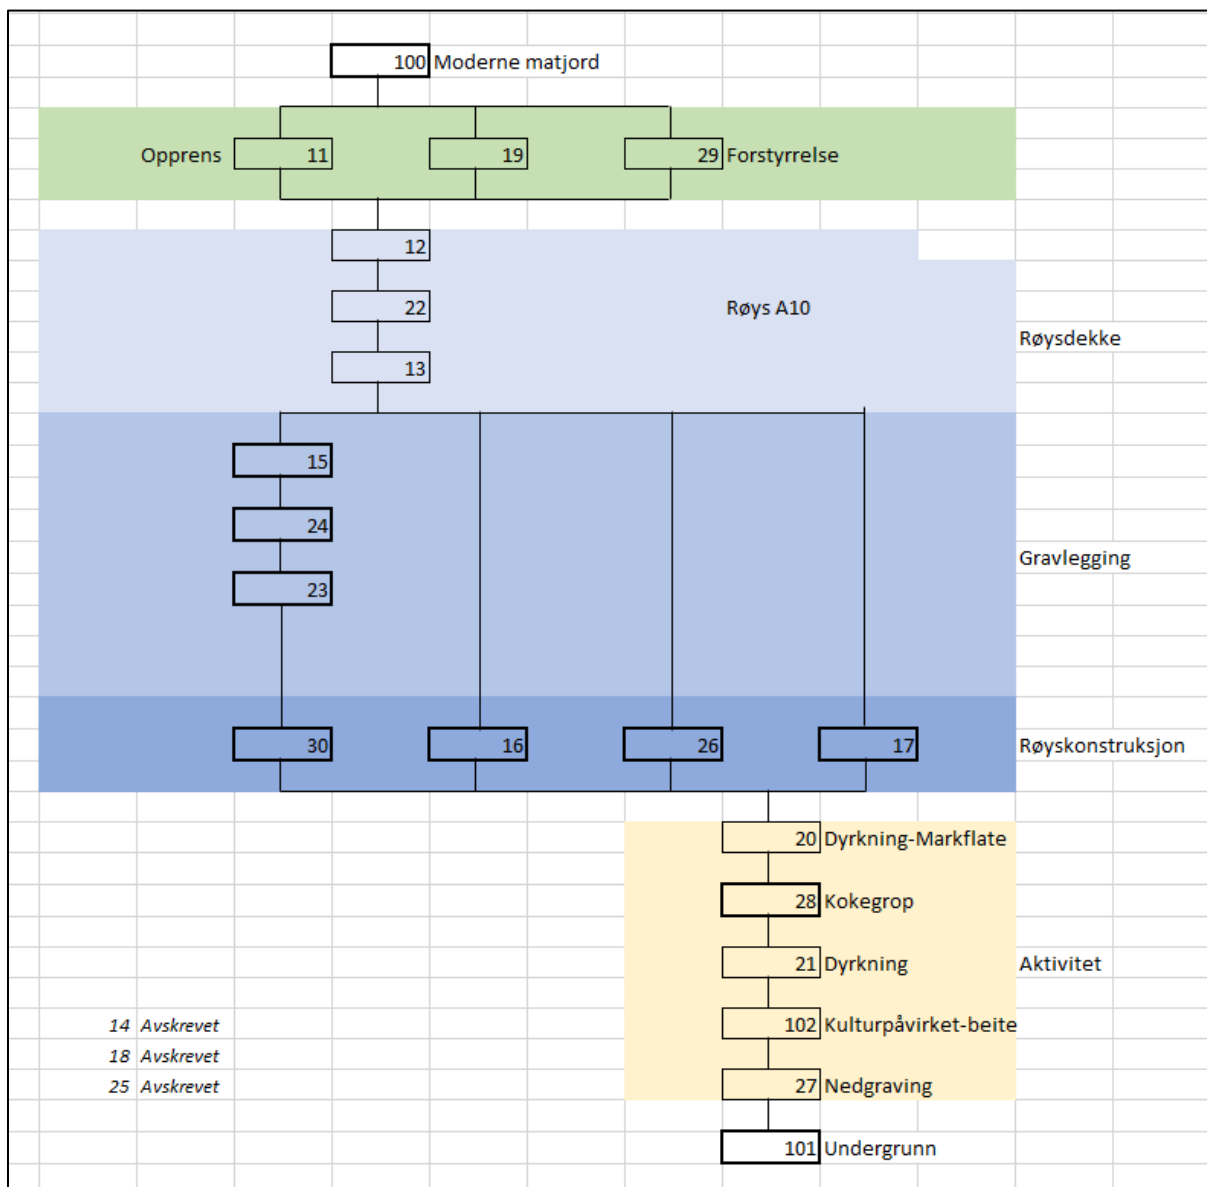 100 Moderne matjord
Opprens 11 19 29 Forstyrrelse
12
22 Røys A10
Røysdekke
13
15
24
Gravlegging
23
30 16 26 17 Røyskonstruksjon
20 Dyrkning-Markflate
28 Kokegrop
21 Dyrkning Aktivitet
14 Avskrevet 102 Kulturpåvirket-beite
18 Avskrevet
25 Avskrevet 27 Nedgraving
101 Undergrunn